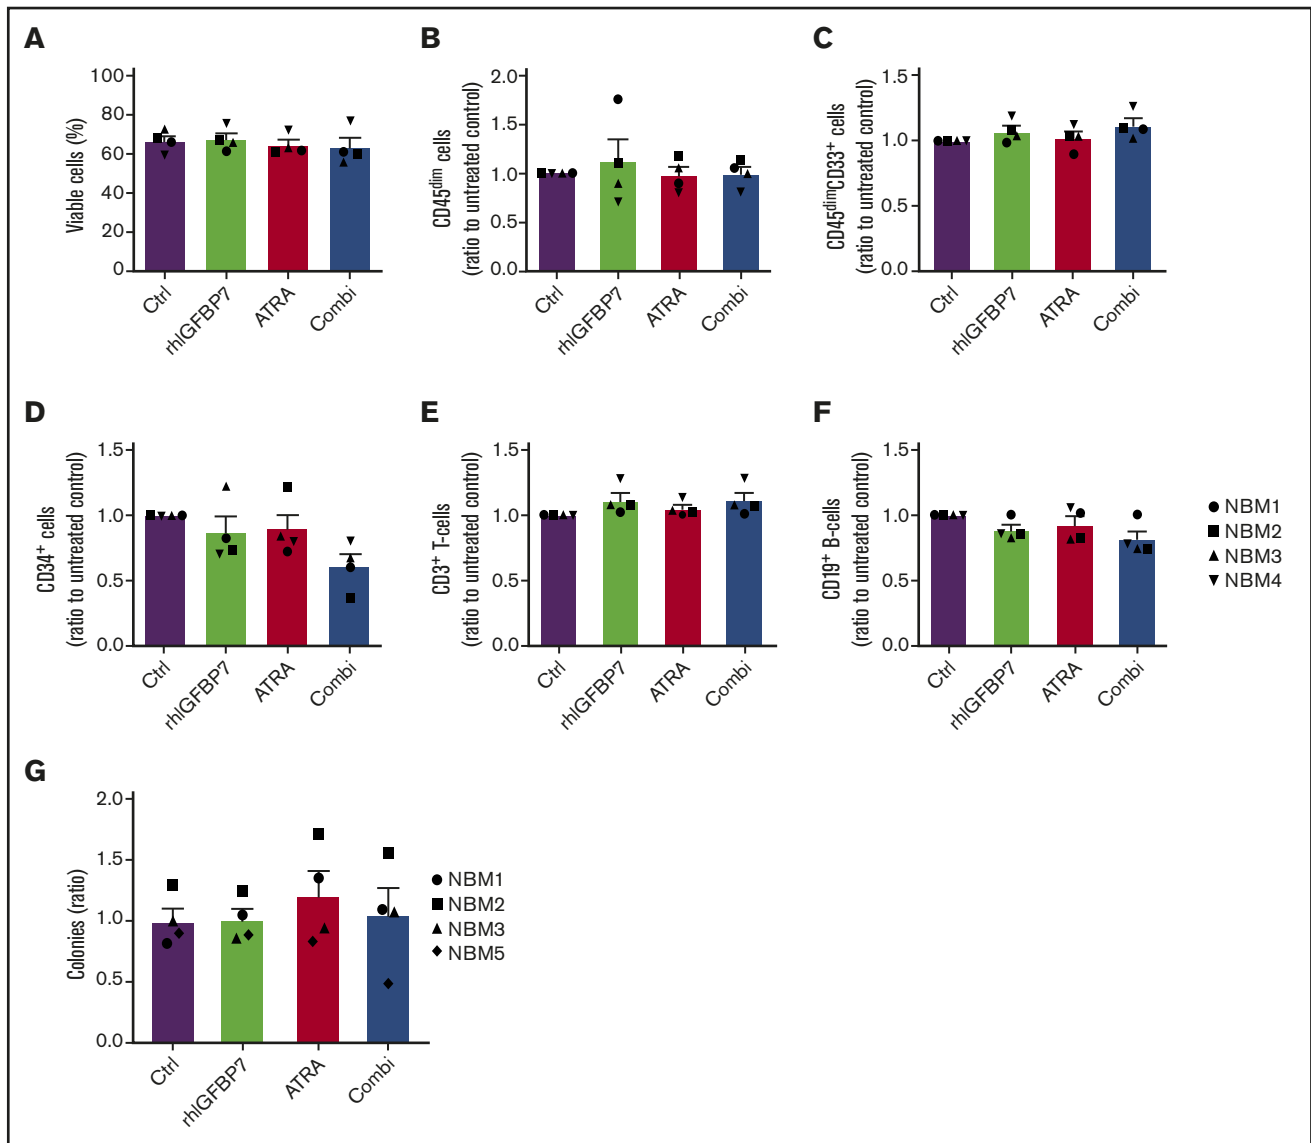 A
Viable cells (%)
100
80
60
40
20
0
Ctrl
rhIGFBP7
ATRA
Combi
B
CD45dim cells
(ratio to untreated control)
2.0
1.5
1.0
0.5
0.0
Ctrl
rhIGFBP7
ATRA
Combi
C
CD45dimCD33+ cells
(ratio to untreated control)
1.5
1.0
0.5
0.0
Ctrl
rhIGFBP7
ATRA
Combi
D
CD34+ cells
(ratio to untreated control)
1.5
1.0
0.5
0.0
Ctrl
rhIGFBP7
ATRA
Combi
E
CD3+ T-cells
(ratio to untreated control)
1.5
1.0
0.5
0.0
Ctrl
rhIGFBP7
ATRA
Combi
F
CD19+ B-cells
(ratio to untreated control)
1.5
1.0
0.5
0.0
Ctrl
rhIGFBP7
ATRA
Combi
NBM1
NBM2
NBM3
NBM4
G
Colonies (ratio)
2.0
1.5
1.0
0.5
0.0
Ctrl
rhIGFBP7
ATRA
Combi
NBM1
NBM2
NBM3
NBM5